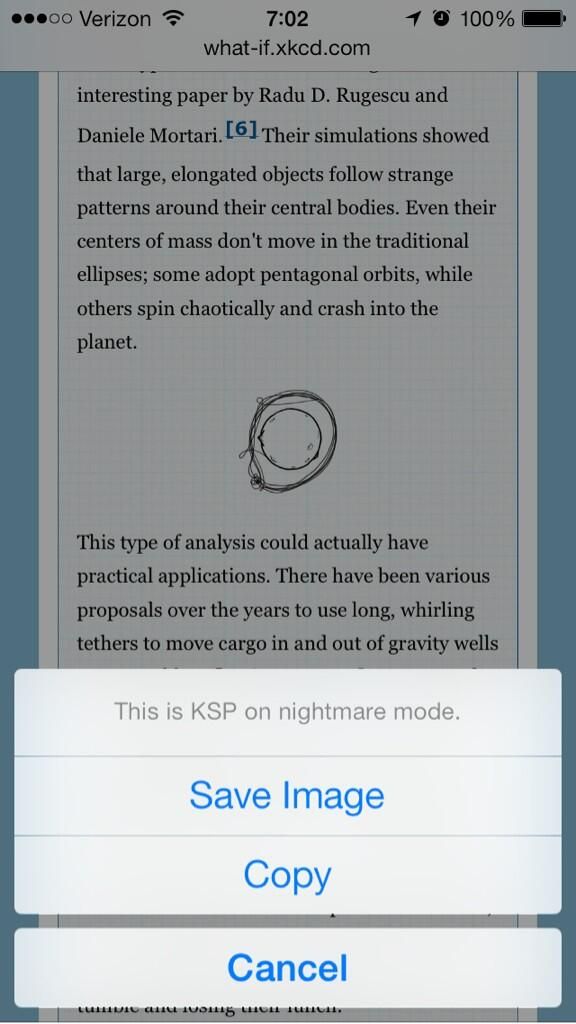 Verizon 7:02 100%
what-if.xkcd.com
interesting paper by Radu D. Rugescu and
Daniele Mortari.[6] Their simulations showed
that large, elongated objects follow strange
patterns around their central bodies. Even their
centers of mass don't move in the traditional
ellipses; some adopt pentagonal orbits, while
others spin chaotically and crash into the
planet.
This type of analysis could actually have
practical applications. There have been various
proposals over the years to use long, whirling
tethers to move cargo in and out of gravity wells
This is KSP on nightmare mode.
Save Image
Copy
Cancel
tumble and losing their lunch.